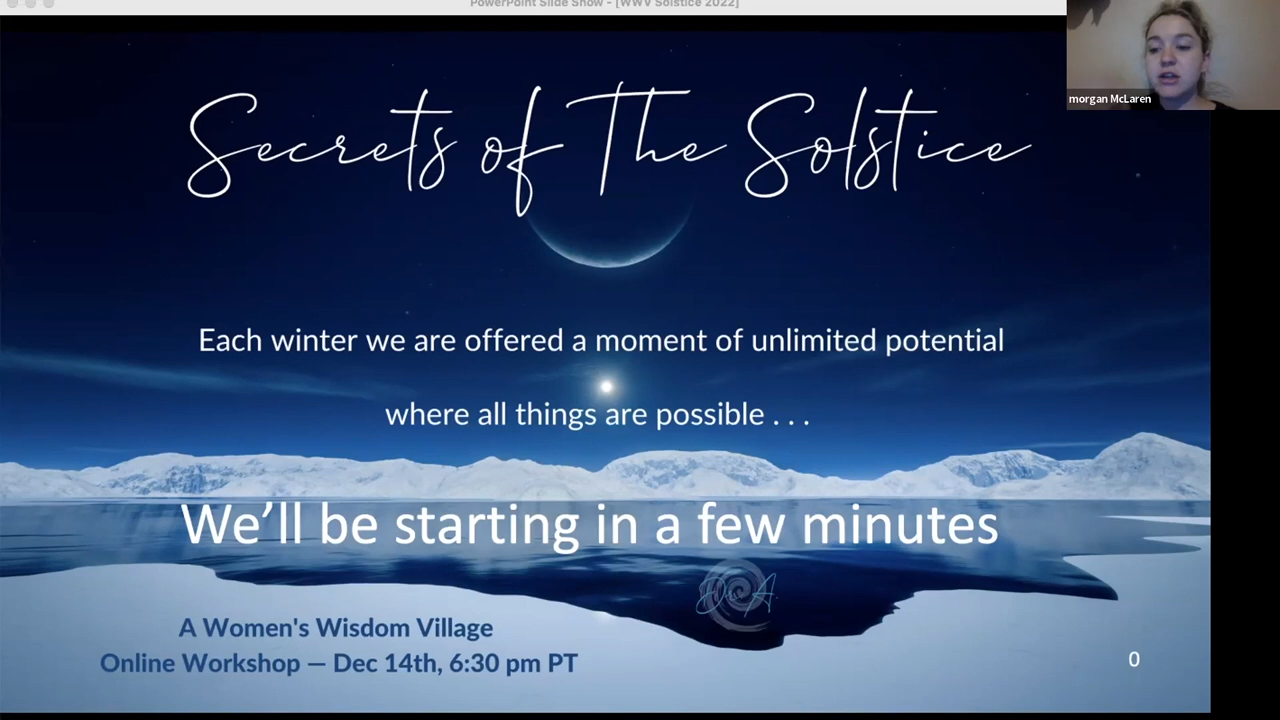 PowerPoint Slide Show - [WWV Solstice 2022]
morgan McLaren
Secrets of The Solstice
Each winter we are offered a moment of unlimited potential
where all things are possible . . .
We’ll be starting in a few minutes
Dr A.
A Women's Wisdom Village
Online Workshop — Dec 14th, 6:30 pm PT
0